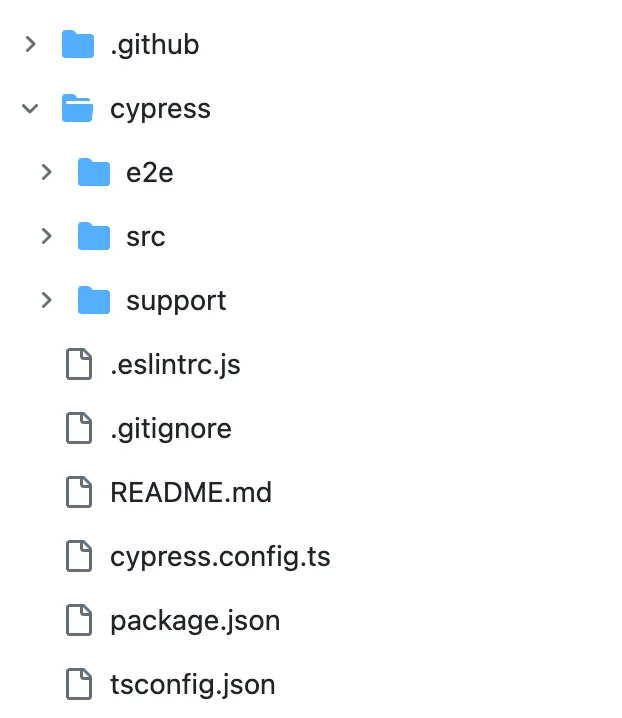 .github
cypress
e2e
src
support
.eslintrc.js
.gitignore
README.md
cypress.config.ts
package.json
tsconfig.json